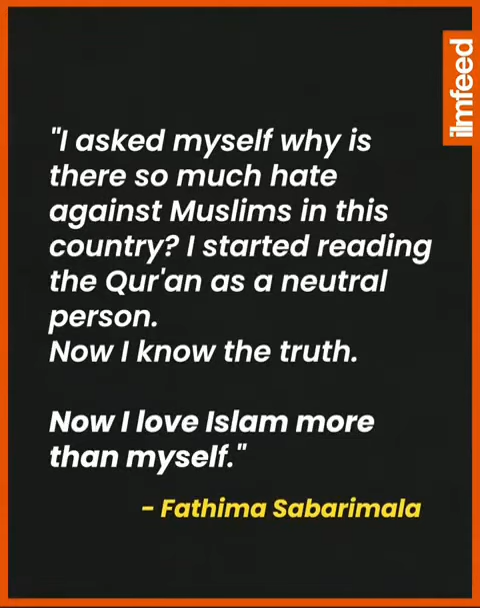 ilmfeed
"I asked myself why is
there so much hate
against Muslims in this
country? I started reading
the Qur'an as a neutral
person.
Now I know the truth.
Now I love Islam more
than myself."
- Fathima Sabarimala